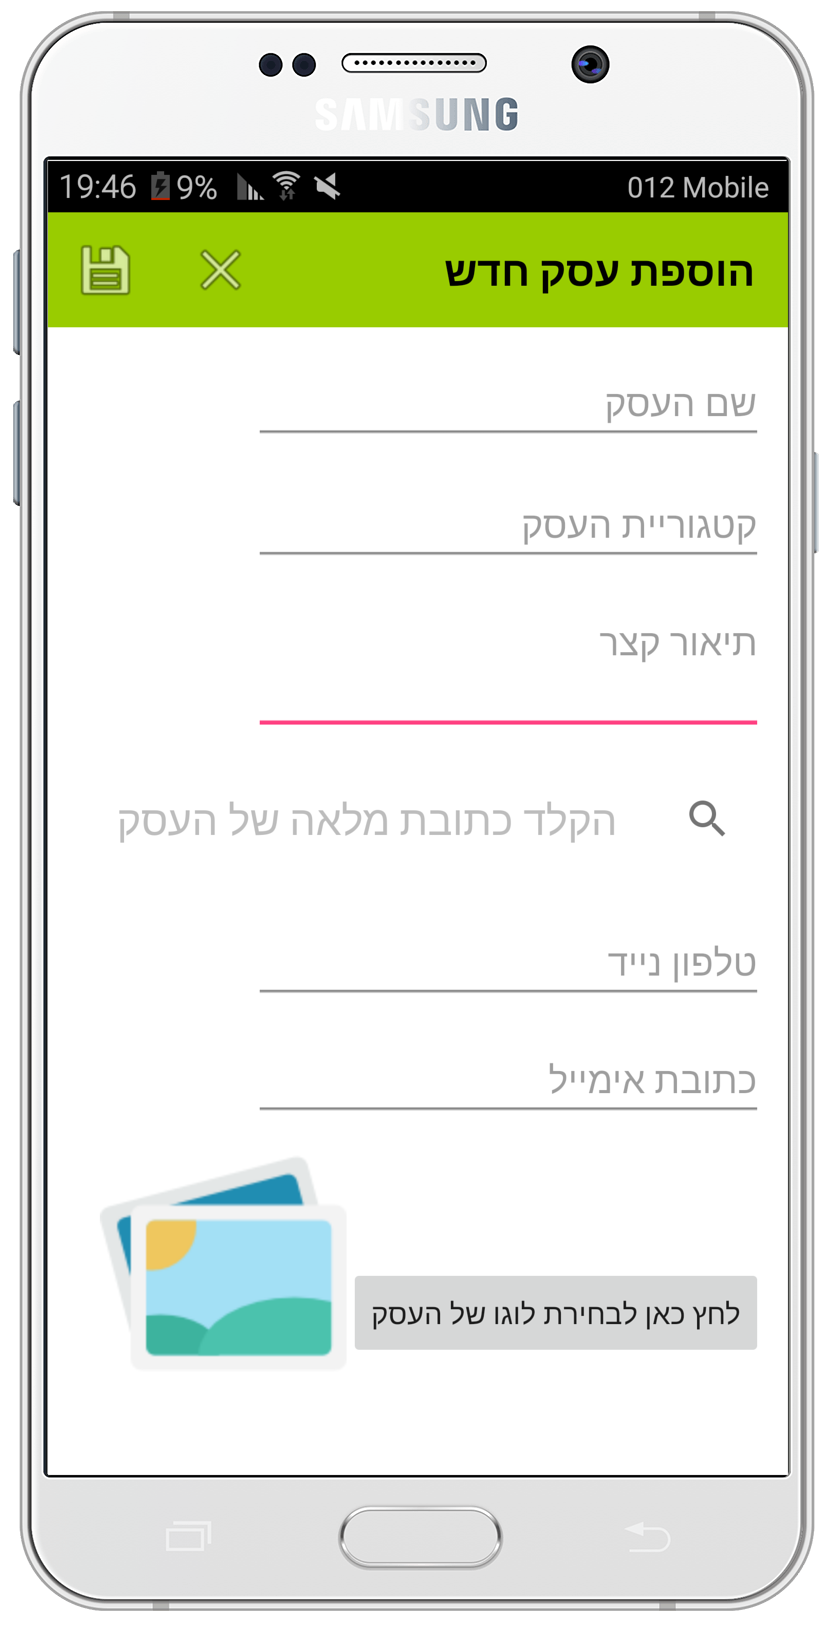 SAMSUNG
19:46 9% 012 Mobile
הוספת עסק חדש
שם העסק
קטגוריית העסק
תיאור קצר
הקלד כתובת מלאה של העסק
טלפון נייד
כתובת אימייל
לחץ כאן לבחירת לוגו של העסק